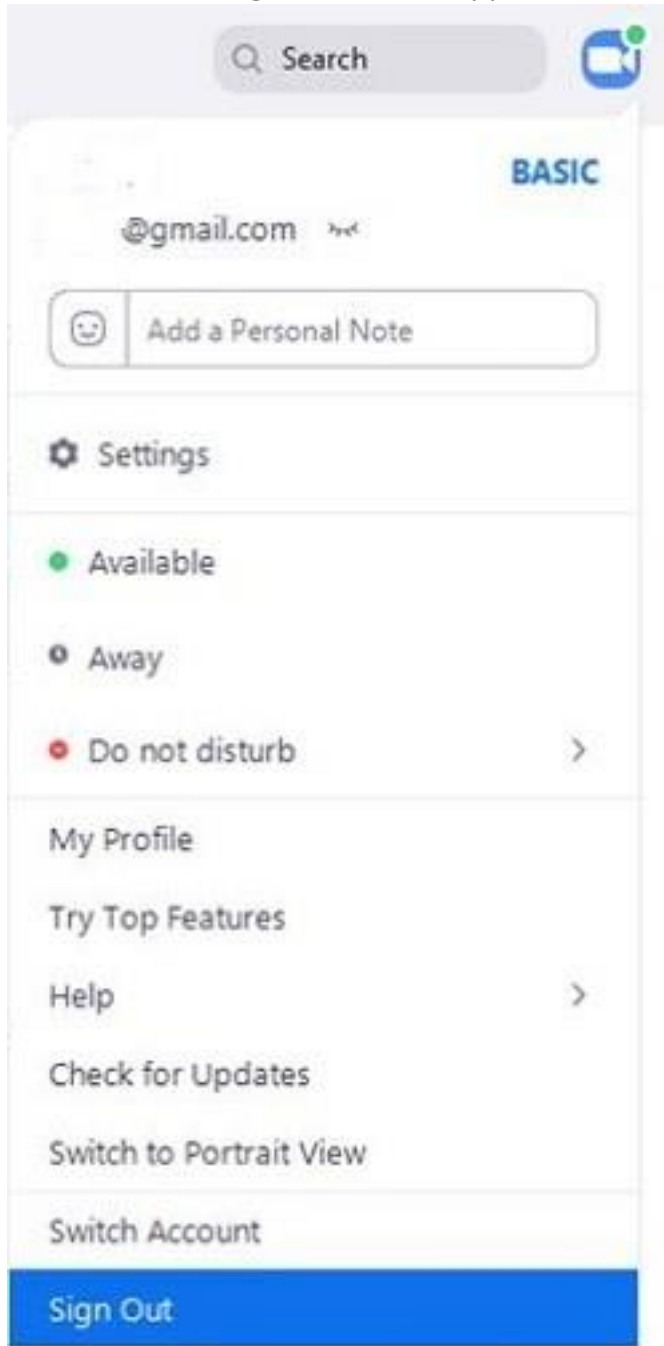 Search
BASIC
@gmail.com
Add a Personal Note
Settings
Available
Away
Do not disturb
My Profile
Try Top Features
Help
Check for Updates
Switch to Portrait View
Switch Account
Sign Out